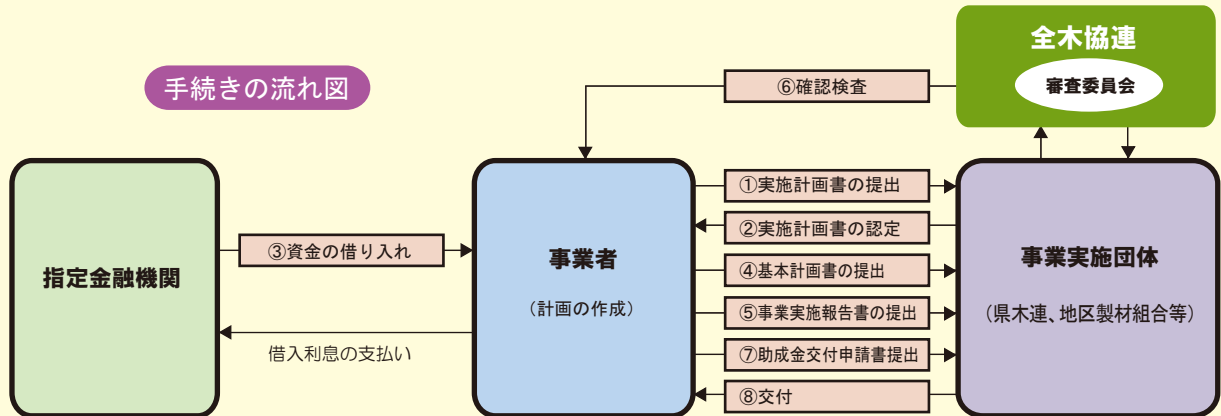 全木協連
審査委員会
手続きの流れ図
⑥確認検査
①実施計画書の提出
②実施計画書の認定
③資金の借り入れ
④基本計画書の提出
⑤事業実施報告書の提出
⑦助成金交付申請書提出
⑧交付
指定金融機関
借入利息の支払い
事業者
(計画の作成)
事業実施団体
(県木連、地区製材組合等)